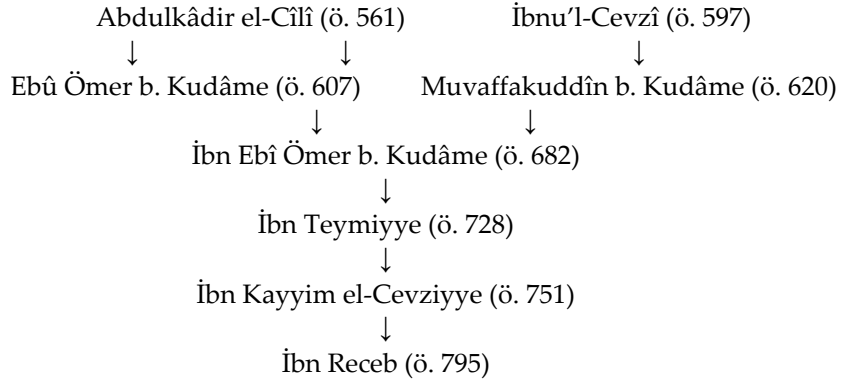 Abdulkâdir el-Cîlî (ö. 561) İbnu’l-Cevzî (ö. 597)
↓ ↓ ↓
Ebû Ömer b. Kudâme (ö. 607) Muvaffakuddîn b. Kudâme (ö. 620)
↓ ↓
İbn Ebî Ömer b. Kudâme (ö. 682)
↓
İbn Teymiyye (ö. 728)
↓
İbn Kayyim el-Cevziyye (ö. 751)
↓
İbn Receb (ö. 795)